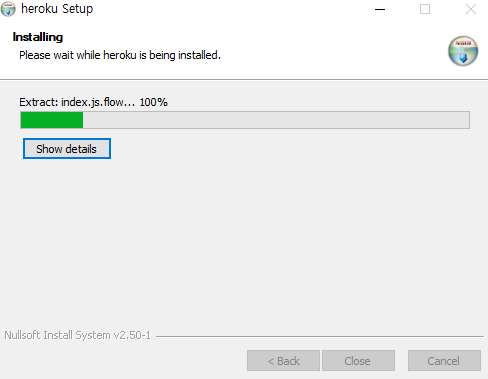 heroku Setup
Installing
Please wait while heroku is being installed.
Extract: index.js.flow... 100%
Show details
Nullsoft Install System v2.50-1
< Back
Close
Cancel